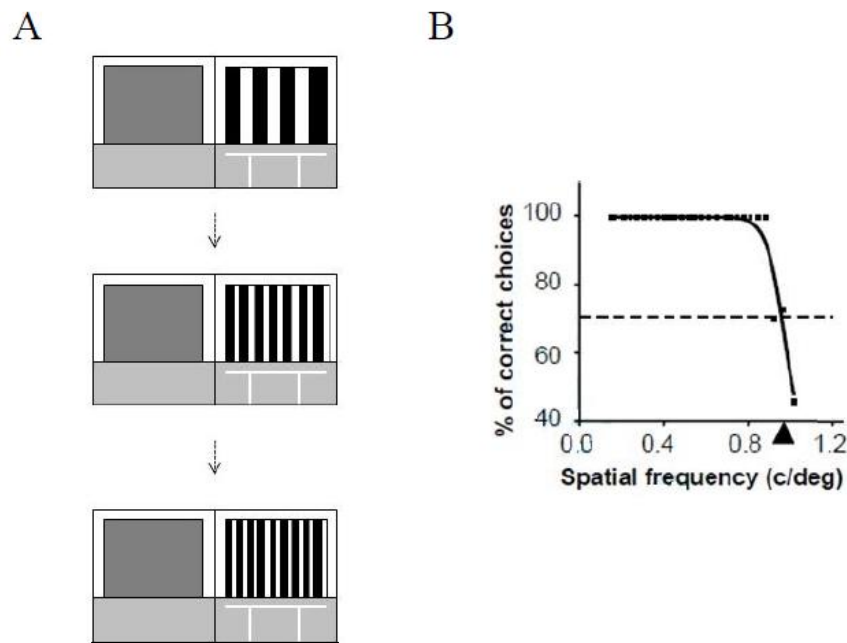 A
B
% of correct choices
100
80
60
40
0.0 0.4 0.8 1.2
Spatial frequency (c/deg)